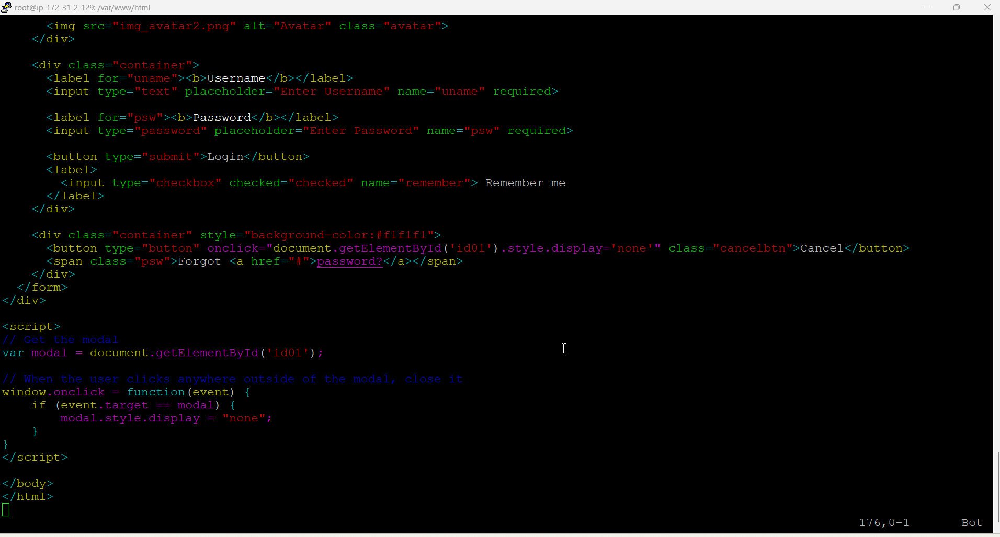 root@ip-172-31-2-129: /var/www/html
<img src="img_avatar2.png" alt="Avatar" class="avatar">
</div>
<div class="container">
<label for="uname"><b>Username</b></label>
<input type="text" placeholder="Enter Username" name="uname" required>
<label for="psw"><b>Password</b></label>
<input type="password" placeholder="Enter Password" name="psw" required>
<button type="submit">Login</button>
<label>
<input type="checkbox" checked="checked" name="remember"> Remember me
</label>
</div>
<div class="container" style="background-color:#f1f1f1">
<button type="button" onclick="document.getElementById('id01').style.display='none'" class="cancelbtn">Cancel</button>
<span class="psw">Forgot <a href="#">password?</a></span>
</div>
</form>
</div>
<script>
// Get the modal
var modal = document.getElementById('id01');
// When the user clicks anywhere outside of the modal, close it
window.onclick = function(event) {
if (event.target == modal) {
modal.style.display = "none";
}
}
</script>
</body>
</html>
176,0-1 Bot